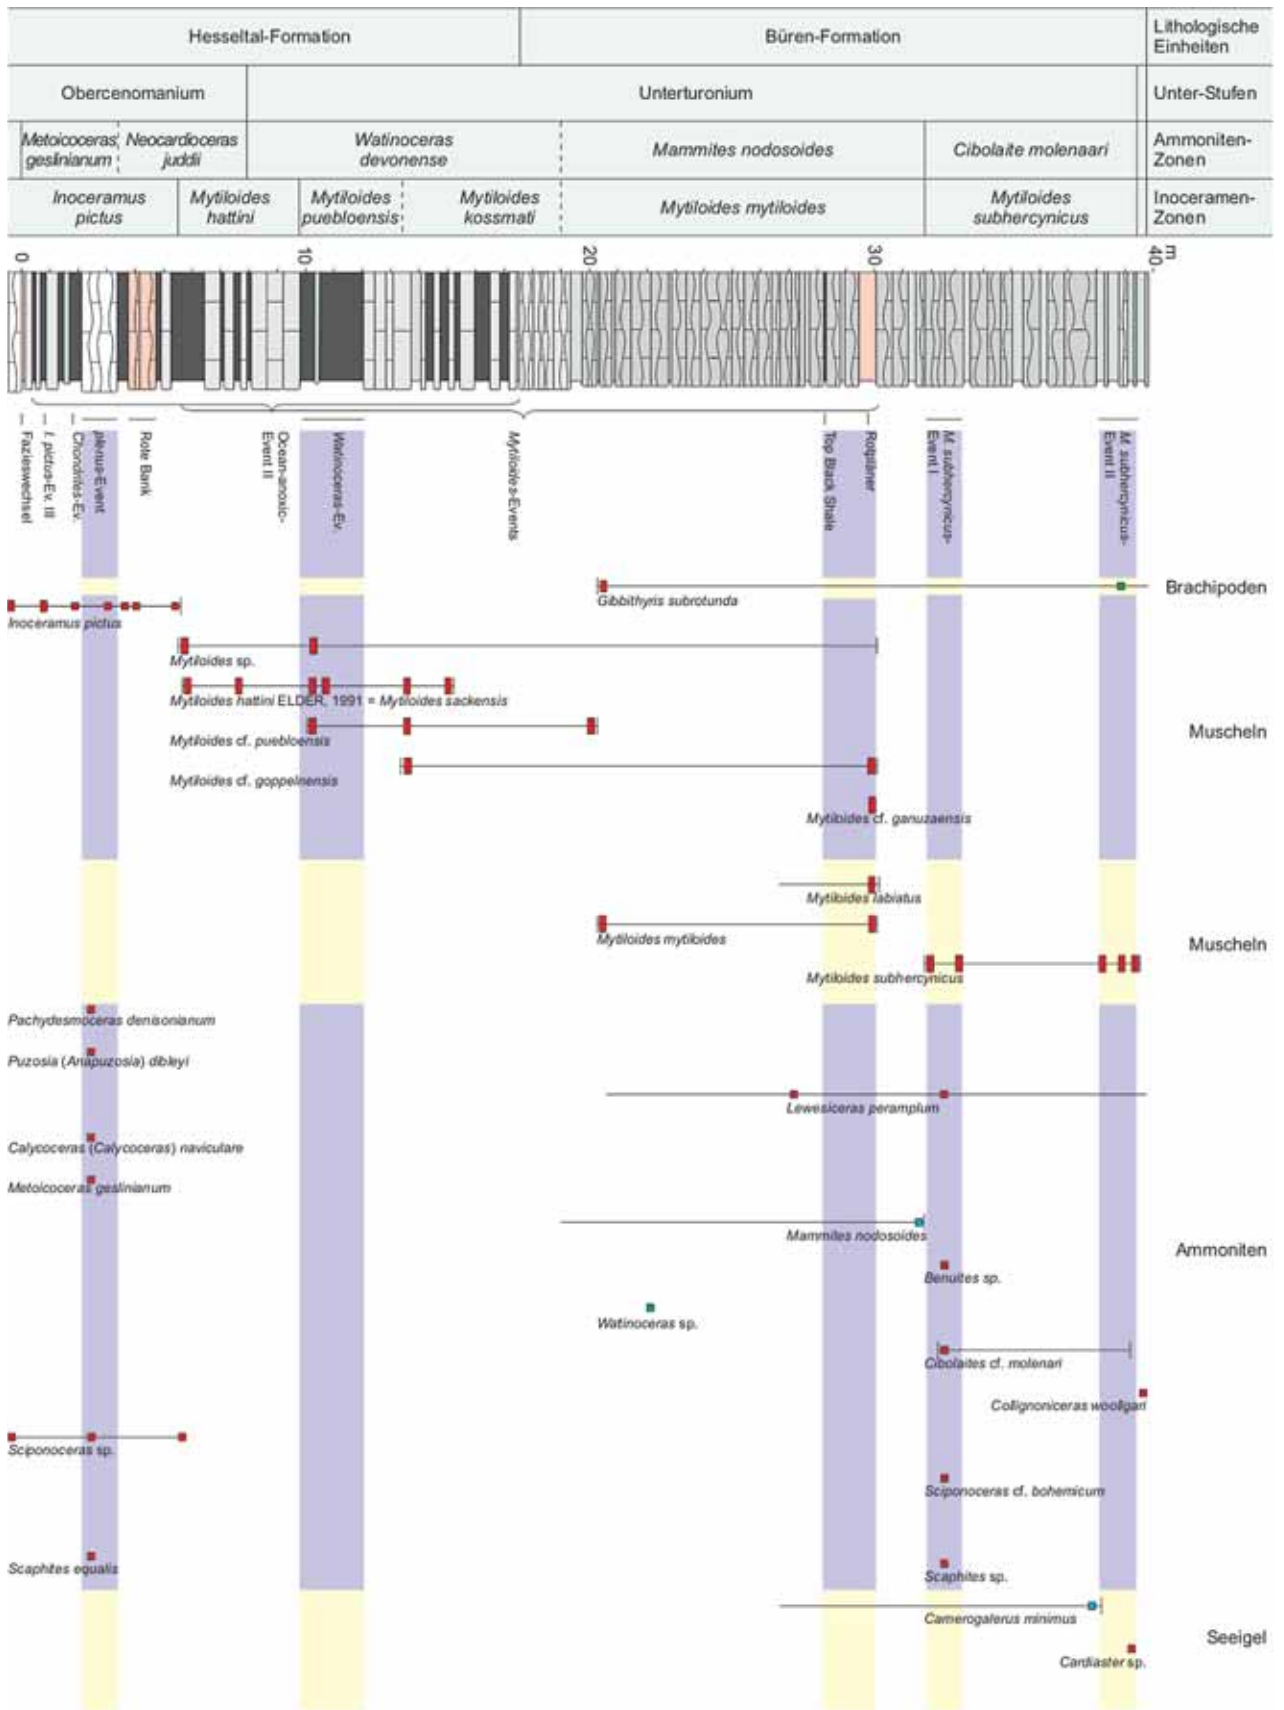 Hesseltal-Formation
Büren-Formation
Lithologische
Einheiten
Obercenomanium
Unterturonium
Unter-Stufen
Metoicoceras
geslinianum
Neocardioceras
juddii
Watinoceras
devonense
Mammites nodosoides
Cibolaite molenaari
Ammoniten-
Zonen
Inoceramus
pictus
Mytiloides
hattini
Mytiloides
puebloensis
Mytiloides
kossmati
Mytiloides mytiloides
Mytiloides
subhercynicus
Inoceramen-
Zonen
0
10
20
30
40
m
Fazieswechsel
I. pictus-Ev. III
Chondrites-Ev.
plenus-Event
Rote Bank
Ocean-anoxic-
Event II
Watinoceras-Ev.
Mytiloides-Events
Top Black Shale
Rotpläner
M. subhercynicus-
Event I
M. subhercynicus-
Event II
Brachipoden
Gibbithyris subrotunda
Inoceramus pictus
Mytiloides sp.
Mytiloides hattini ELDER, 1991 = Mytiloides sackensis
Muscheln
Mytiloides cf. puebloensis
Mytiloides cf. goppelnensis
Mytiloides cf. ganuzaensis
Mytiloides labiatus
Mytiloides mytiloides
Muscheln
Mytiloides subhercynicus
Pachydesmoceras denisonianum
Puzosia (Anapuzosia) dibleyi
Lewesiceras peramplum
Calycoceras (Calycoceras) naviculare
Metoicoceras geslinianum
Mammites nodosoides
Ammoniten
Benuites sp.
Watinoceras sp.
Cibolaites cf. molenari
Collignoniceras woollgari
Sciponoceras sp.
Sciponoceras cf. bohemicum
Scaphites equalis
Scaphites sp.
Camerogalerus minimus
Seeigel
Cardiaster sp.